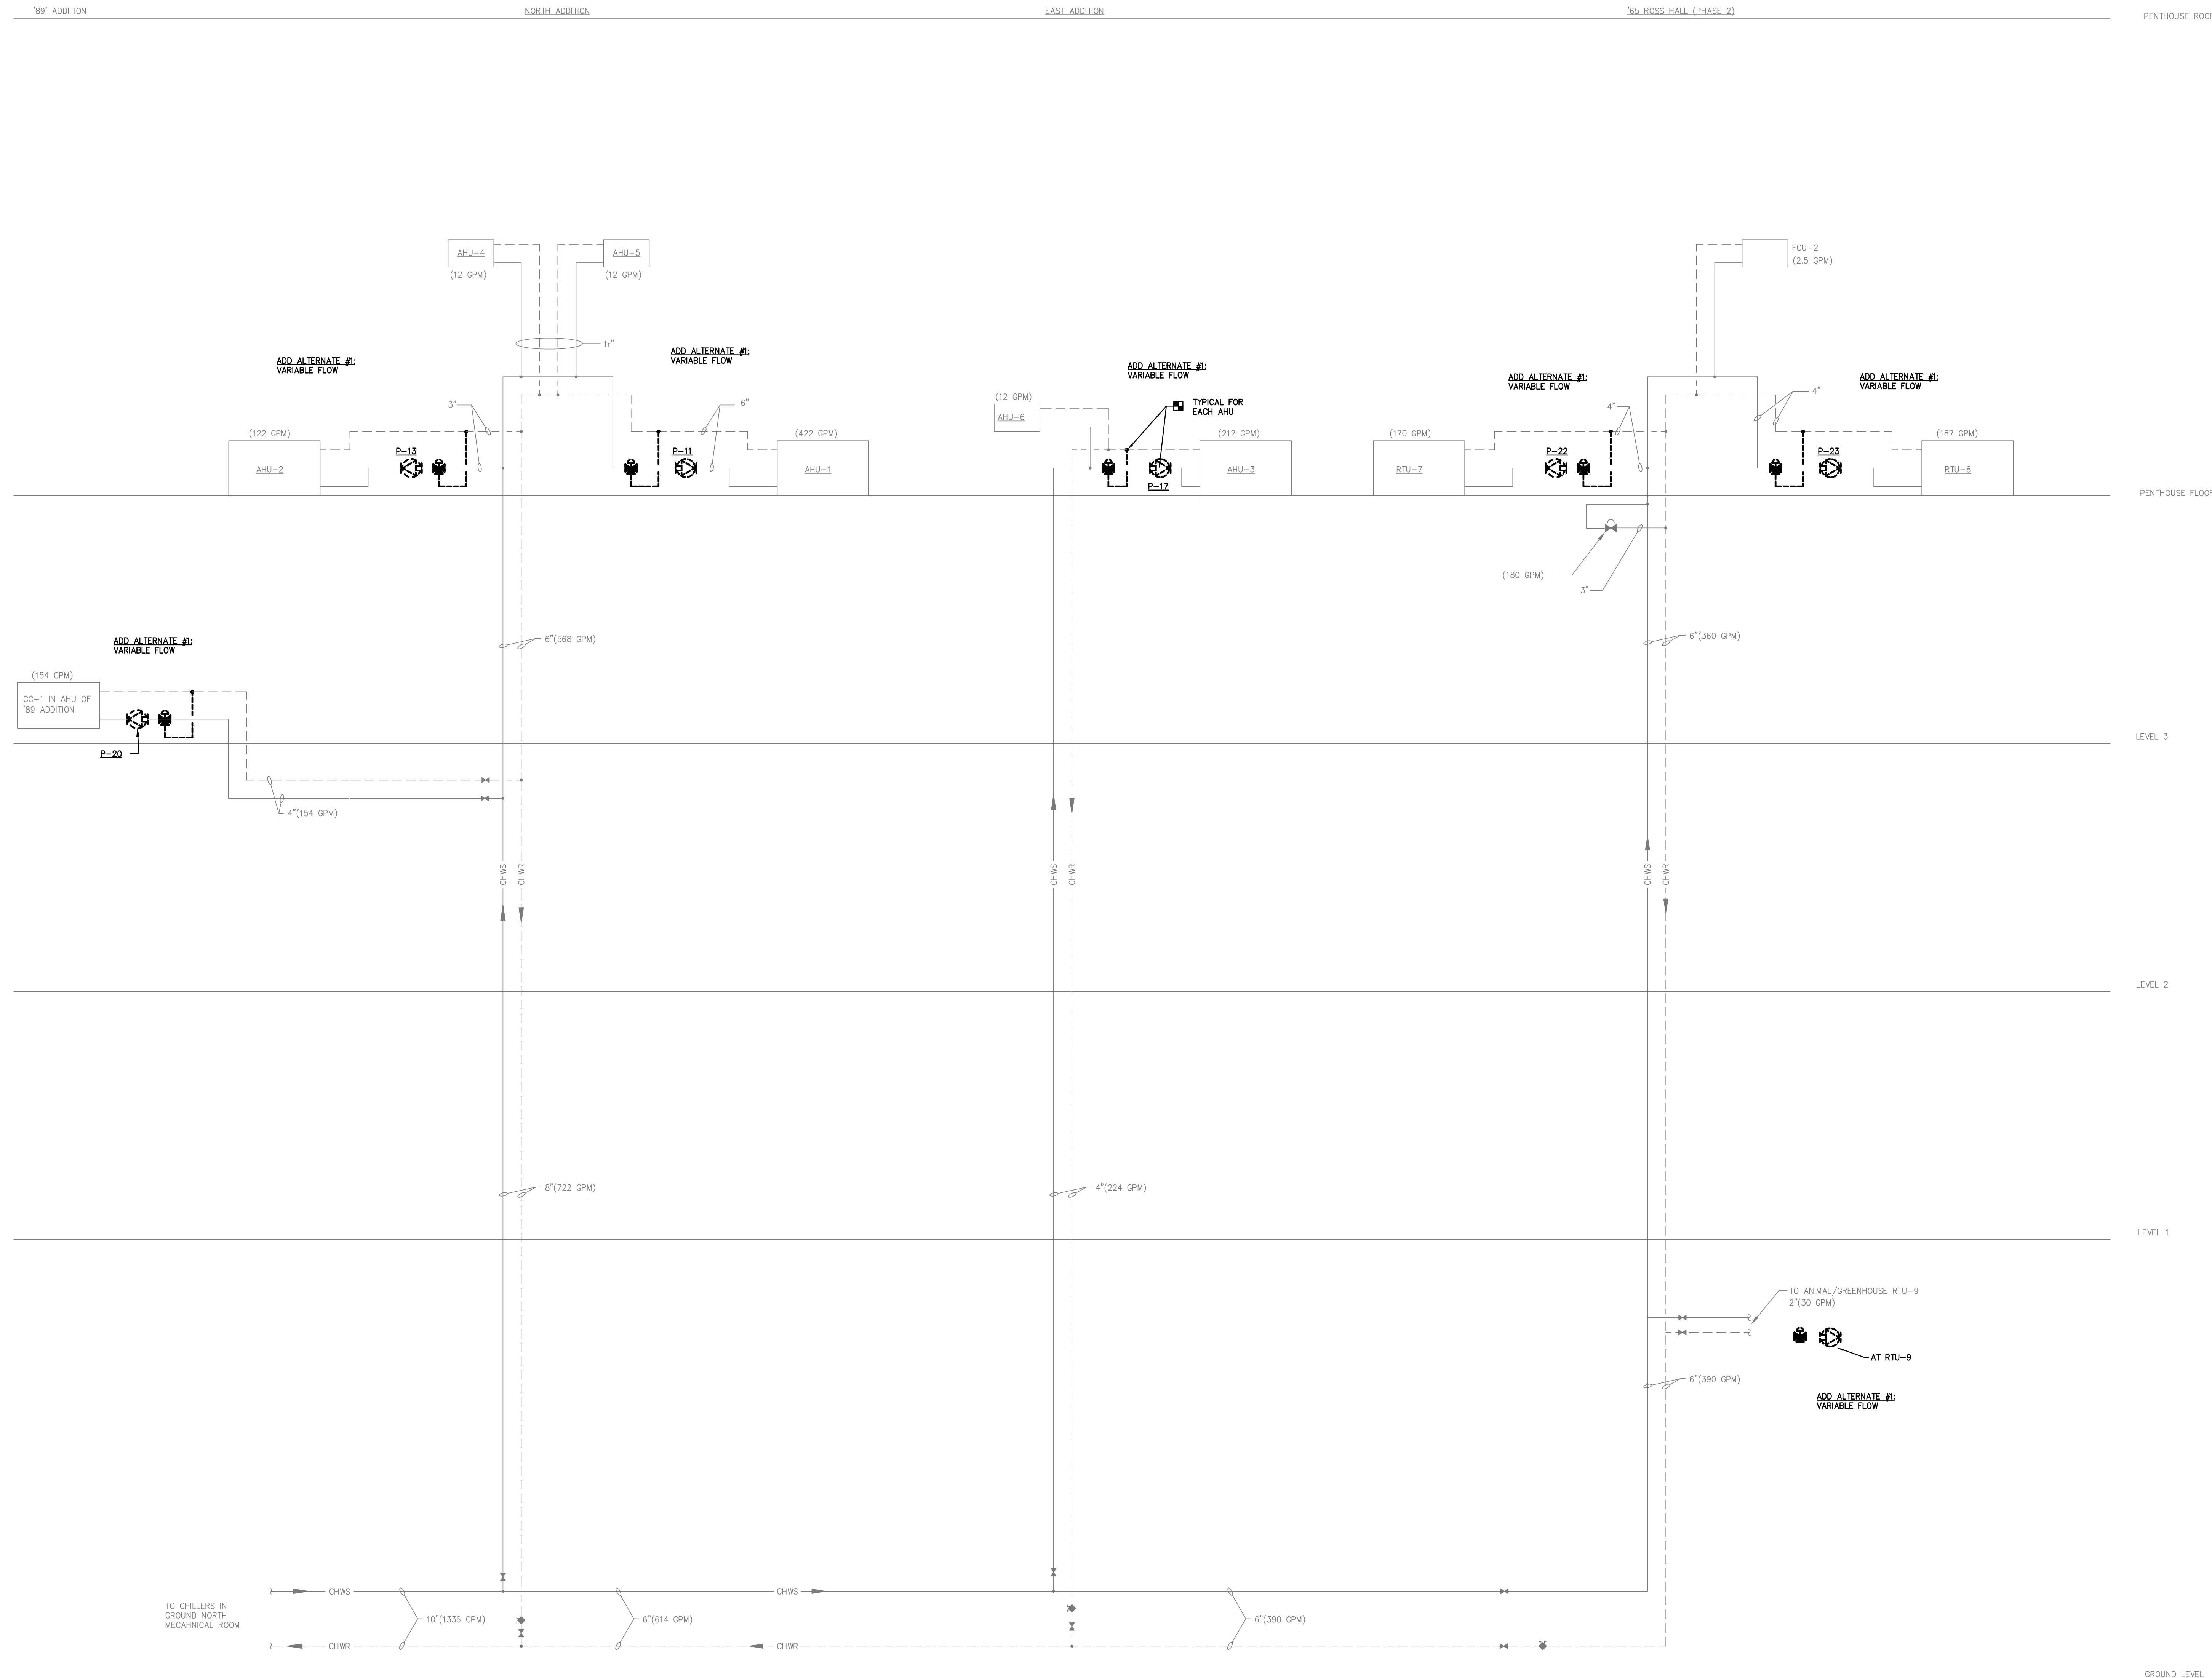 '89' ADDITION
NORTH ADDITION
EAST ADDITION
'65 ROSS HALL (PHASE 2)
PENTHOUSE ROOF
AHU-4
(12 GPM)
AHU-5
(12 GPM)
FCU-2
(2.5 GPM)
1r"
ADD ALTERNATE #1:
VARIABLE FLOW
ADD ALTERNATE #1:
VARIABLE FLOW
ADD ALTERNATE #1:
VARIABLE FLOW
ADD ALTERNATE #1:
VARIABLE FLOW
ADD ALTERNATE #1:
VARIABLE FLOW
3"
6"
(12 GPM)
AHU-6
TYPICAL FOR
EACH AHU
4"
4"
(122 GPM)
AHU-2
P-13
P-11
(422 GPM)
AHU-1
P-17
(212 GPM)
AHU-3
(170 GPM)
RTU-7
P-22
P-23
(187 GPM)
RTU-8
PENTHOUSE FLOOR
(180 GPM)
3"
6"(568 GPM)
6"(360 GPM)
ADD ALTERNATE #1:
VARIABLE FLOW
(154 GPM)
CC-1 IN AHU OF
'89 ADDITION
P-20
LEVEL 3
4"(154 GPM)
CHWS
CHWR
CHWS
CHWR
CHWS
CHWR
LEVEL 2
8"(722 GPM)
4"(224 GPM)
LEVEL 1
TO ANIMAL/GREENHOUSE RTU-9
2"(30 GPM)
AT RTU-9
6"(390 GPM)
ADD ALTERNATE #1:
VARIABLE FLOW
CHWS
CHWS
TO CHILLERS IN
GROUND NORTH
MECAHNICAL ROOM
10"(1336 GPM)
6"(614 GPM)
6"(390 GPM)
CHWR
CHWR
GROUND LEVEL